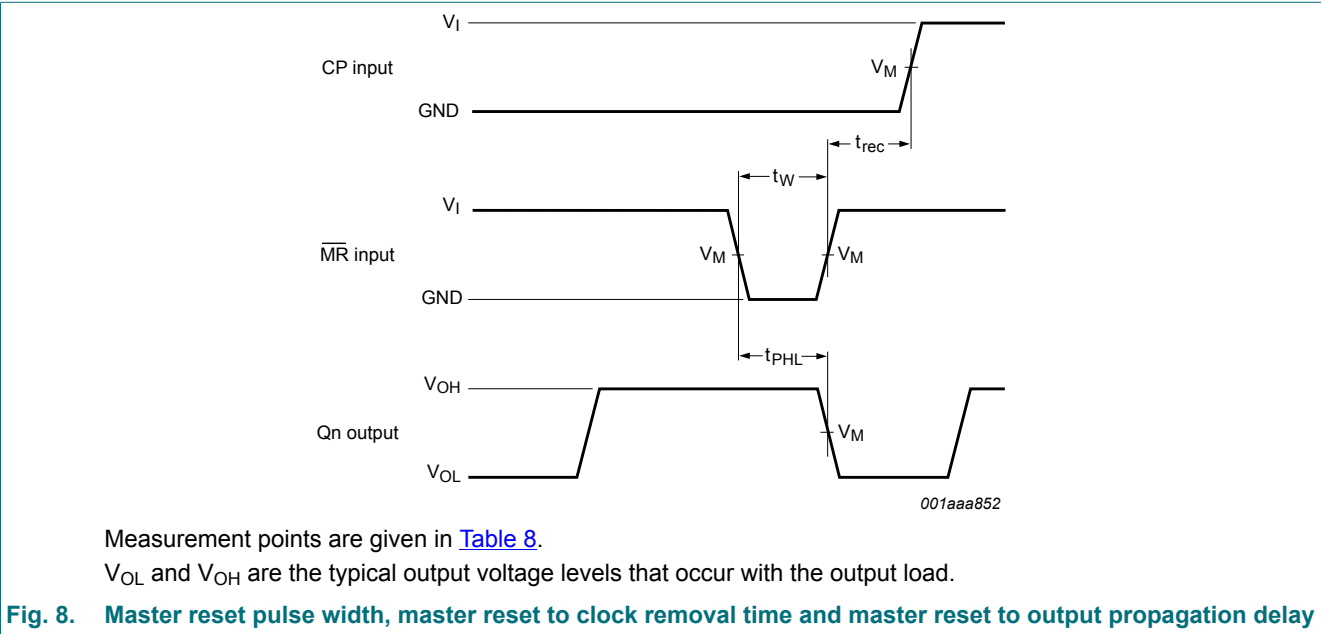 V_I
CP input
V_M
GND
t_rec
t_W
V_I
M̅R̅ input
V_M
V_M
GND
t_PHL
V_OH
Qn output
V_M
V_OL
001aaa852
Measurement points are given in Table 8.
V_OL and V_OH are the typical output voltage levels that occur with the output load.
Fig. 8. Master reset pulse width, master reset to clock removal time and master reset to output propagation delay